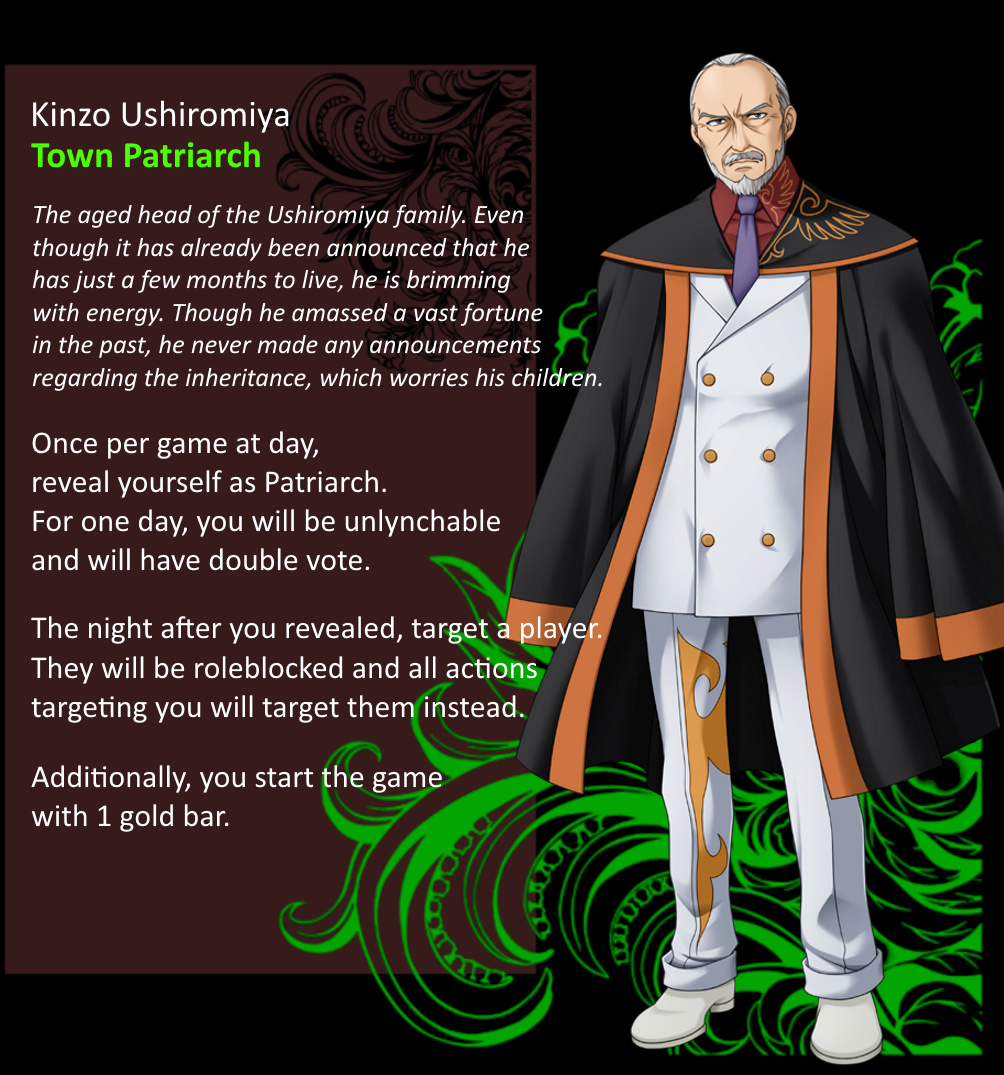 Kinzo Ushiromiya
Town Patriarch
The aged head of the Ushiromiya family. Even
though it has already been announced that he
has just a few months to live, he is brimming
with energy. Though he amassed a vast fortune
in the past, he never made any announcements
regarding the inheritance, which worries his children.
Once per game at day,
reveal yourself as Patriarch.
For one day, you will be unlynchable
and will have double vote.
The night after you revealed, target a player.
They will be roleblocked and all actions
targeting you will target them instead.
Additionally, you start the game
with 1 gold bar.